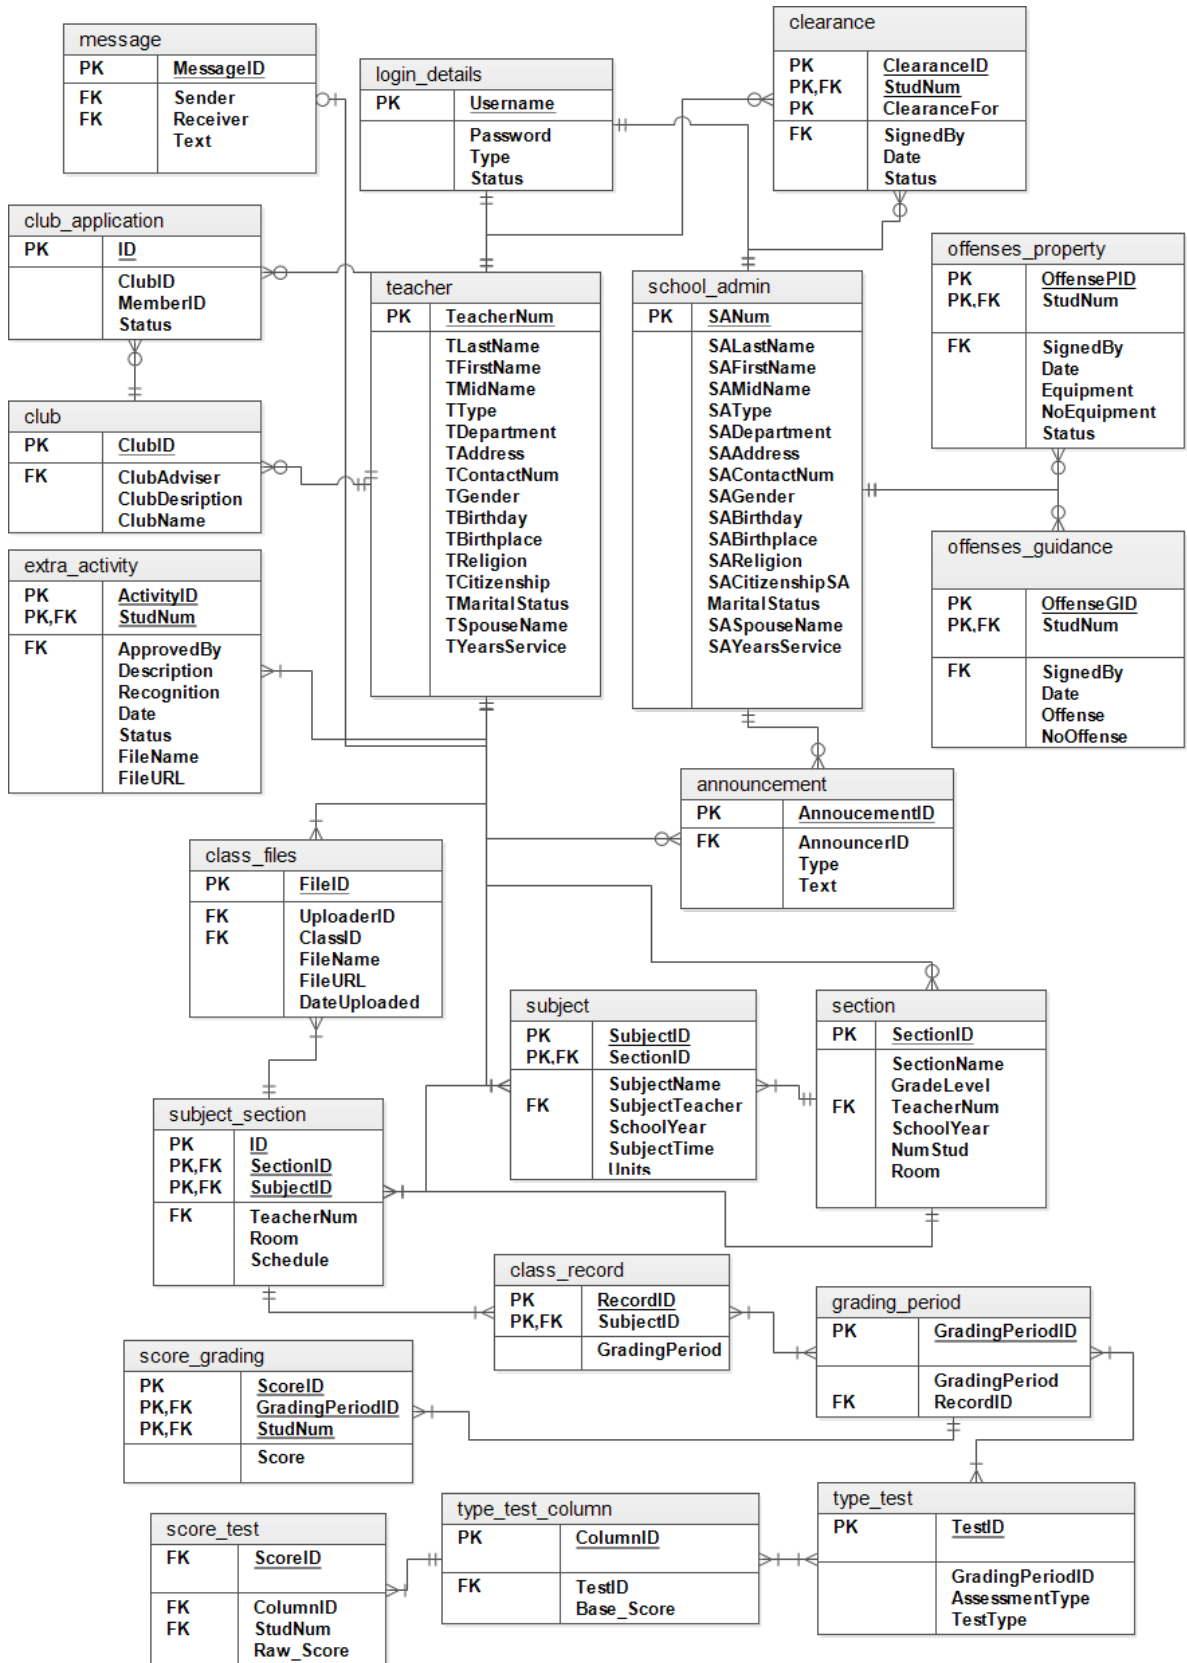 message
PK MessageID
FK Sender
FK Receiver
Text
login_details
PK Username
Password
Type
Status
clearance
PK ClearanceID
PK,FK StudNum
PK ClearanceFor
FK SignedBy
Date
Status
club_application
PK ID
ClubID
MemberID
Status
teacher
PK TeacherNum
TLastName
TFirstName
TMidName
TType
TDepartment
TAddress
TContactNum
TGender
TBirthday
TBirthplace
TReligion
TCitizenship
TMaritalStatus
TSpouseName
TYearsService
school_admin
PK SANum
SALastName
SAFirstName
SAMidName
SAType
SADepartment
SAAddress
SAContactNum
SAGender
SABirthday
SABirthplace
SAReligion
SACitizenshipSA
MaritalStatus
SASpouseName
SAYearsService
offenses_property
PK OffensePID
PK,FK StudNum
FK SignedBy
Date
Equipment
NoEquipment
Status
club
PK ClubID
FK ClubAdviser
ClubDesription
ClubName
extra_activity
PK ActivityID
PK,FK StudNum
FK ApprovedBy
Description
Recognition
Date
Status
FileName
FileURL
offenses_guidance
PK OffenseGID
PK,FK StudNum
FK SignedBy
Date
Offense
NoOffense
announcement
PK AnnoucementID
FK AnnouncerID
Type
Text
class_files
PK FileID
FK UploaderID
FK ClassID
FileName
FileURL
DateUploaded
subject
PK SubjectID
PK,FK SectionID
SubjectName
FK SubjectTeacher
SchoolYear
SubjectTime
Units
section
PK SectionID
SectionName
GradeLevel
FK TeacherNum
SchoolYear
NumStud
Room
subject_section
PK ID
PK,FK SectionID
PK,FK SubjectID
FK TeacherNum
Room
Schedule
class_record
PK RecordID
PK,FK SubjectID
GradingPeriod
grading_period
PK GradingPeriodID
GradingPeriod
FK RecordID
score_grading
PK ScoreID
PK,FK GradingPeriodID
PK,FK StudNum
Score
type_test
PK TestID
GradingPeriodID
AssessmentType
TestType
type_test_column
PK ColumnID
FK TestID
Base_Score
score_test
FK ScoreID
FK ColumnID
FK StudNum
Raw_Score